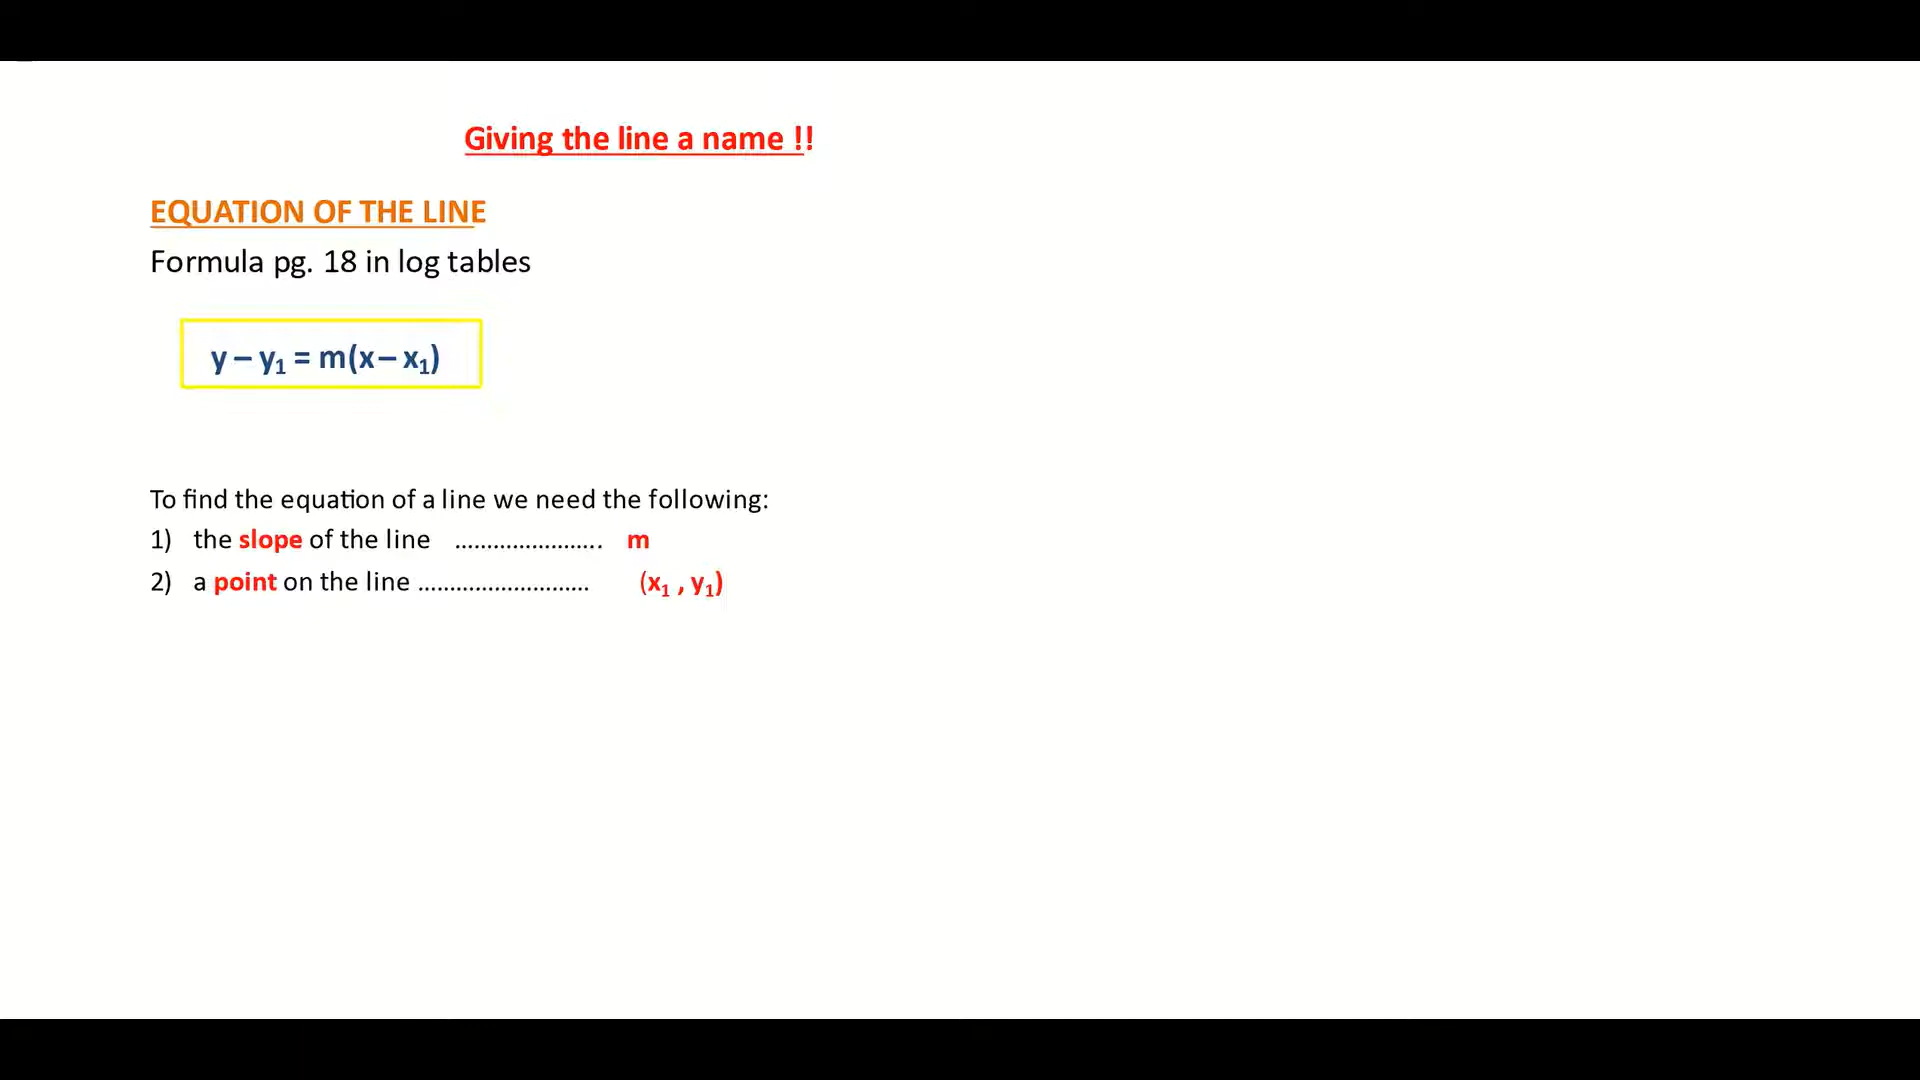 Giving the line a name !!
EQUATION OF THE LINE
Formula pg. 18 in log tables
y – y₁ = m(x – x₁)
To find the equation of a line we need the following:
1) the slope of the line ....................... m
2) a point on the line ........................... (x₁ , y₁)